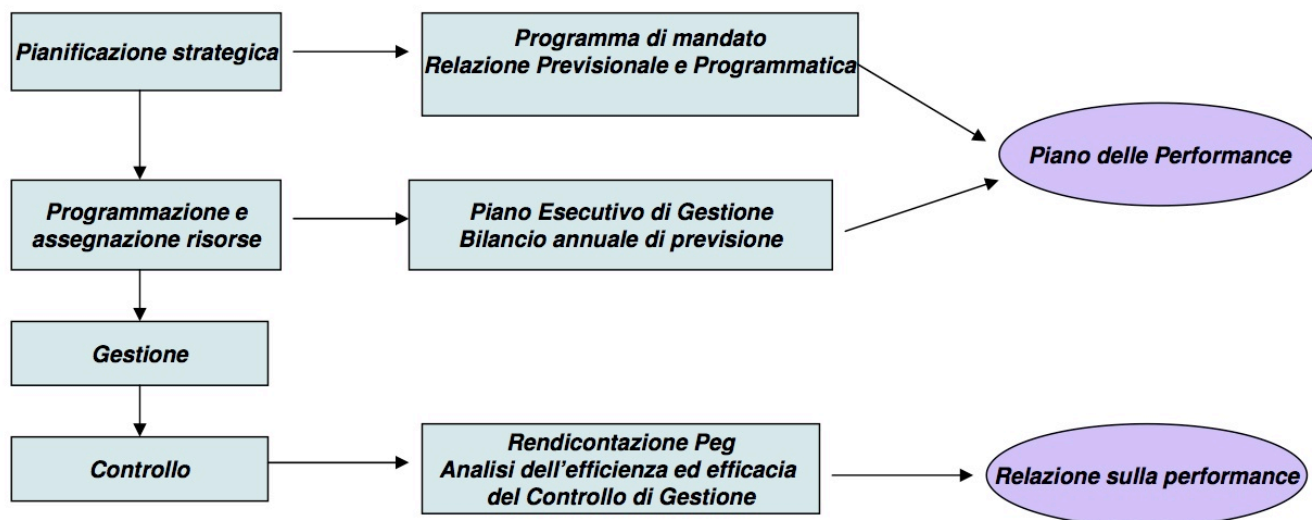 Pianificazione strategica
Programma di mandato
Relazione Previsionale e Programmatica
Piano delle Performance
Programmazione e
assegnazione risorse
Piano Esecutivo di Gestione
Bilancio annuale di previsione
Gestione
Controllo
Rendicontazione Peg
Analisi dell'efficienza ed efficacia
del Controllo di Gestione
Relazione sulla performance